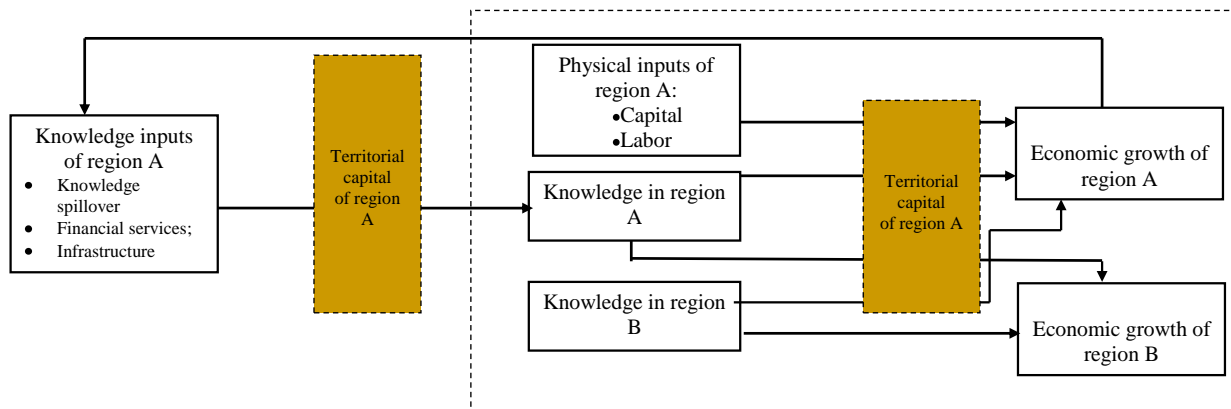 Knowledge inputs
of region A
• Knowledge
spillover
• Financial services;
• Infrastructure
Territorial
capital
of region
A
Physical inputs of
region A:
•Capital
•Labor
Knowledge in region
A
Knowledge in region
B
Territorial
capital
of region A
Economic growth of
region A
Economic growth of
region B